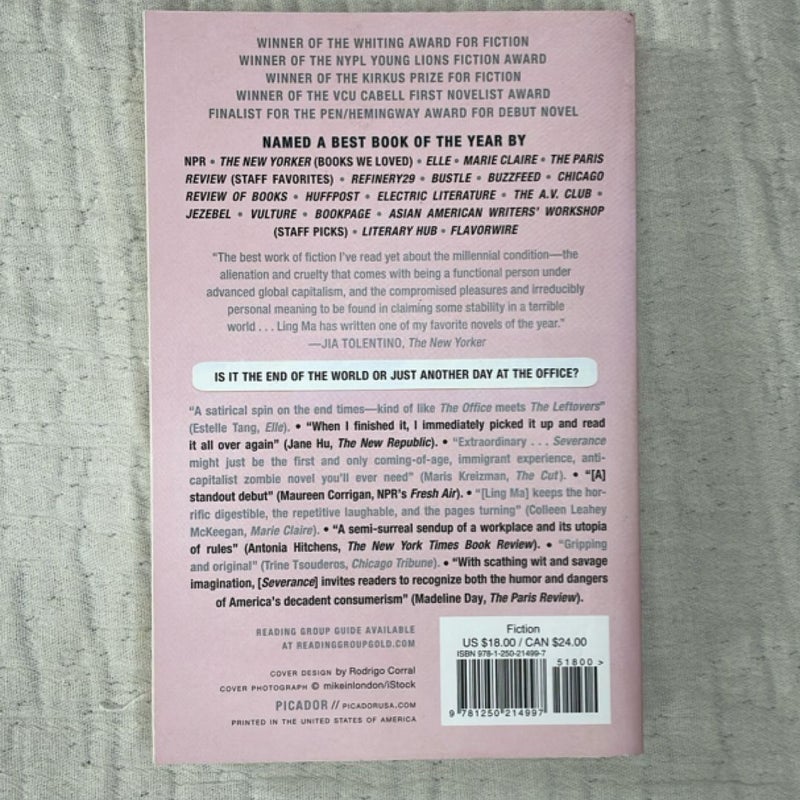 WINNER OF THE WHITING AWARD FOR FICTION
WINNER OF THE NYPL YOUNG LIONS FICTION AWARD
WINNER OF THE KIRKUS PRIZE FOR FICTION
WINNER OF THE VCU CABELL FIRST NOVELIST AWARD
FINALIST FOR THE PEN/HEMINGWAY AWARD FOR DEBUT NOVEL
NAMED A BEST BOOK OF THE YEAR BY
NPR • THE NEW YORKER (BOOKS WE LOVED) • ELLE • MARIE CLAIRE • THE PARIS
REVIEW (STAFF FAVORITES) • REFINERY29 • BUSTLE • BUZZFEED • CHICAGO
REVIEW OF BOOKS • HUFFPOST • ELECTRIC LITERATURE • THE A.V. CLUB •
JEZEBEL • VULTURE • BOOKPAGE • ASIAN AMERICAN WRITERS' WORKSHOP
(STAFF PICKS) • LITERARY HUB • FLAVORWIRE
"The best work of fiction I've read yet about the millennial condition—the
alienation and cruelty that comes with being a functional person under
advanced global capitalism, and the compromised pleasures and irreducibly
personal meaning to be found in claiming some stability in a terrible
world . . . Ling Ma has written one of my favorite novels of the year."
—JIA TOLENTINO, The New Yorker
IS IT THE END OF THE WORLD OR JUST ANOTHER DAY AT THE OFFICE?
"A satirical spin on the end times—kind of like The Office meets The Leftovers"
(Estelle Tang, Elle). • "When I finished it, I immediately picked it up and read
it all over again" (Jane Hu, The New Republic). • "Extraordinary . . . Severance
might just be the first and only coming-of-age, immigrant experience, anti-
capitalist zombie novel you'll ever need" (Maris Kreizman, The Cut). • "[A]
standout debut" (Maureen Corrigan, NPR's Fresh Air). • "[Ling Ma] keeps the hor-
rific digestible, the repetitive laughable, and the pages turning" (Colleen Leahey
McKeegan, Marie Claire). • "A semi-surreal sendup of a workplace and its utopia
of rules" (Antonia Hitchens, The New York Times Book Review). • "Gripping
and original" (Trine Tsouderos, Chicago Tribune). • "With scathing wit and savage
imagination, [Severance] invites readers to recognize both the humor and dangers
of America's decadent consumerism" (Madeline Day, The Paris Review).
READING GROUP GUIDE AVAILABLE
AT READINGGROUPGOLD.COM
COVER DESIGN by Rodrigo Corral
COVER PHOTOGRAPH © mikeinlondon/iStock
PICADOR // PICADORUSA.COM
PRINTED IN THE UNITED STATES OF AMERICA
Fiction
US $18.00 / CAN $24.00
ISBN 978-1-250-21499-7
51800 >
9 781250 214997